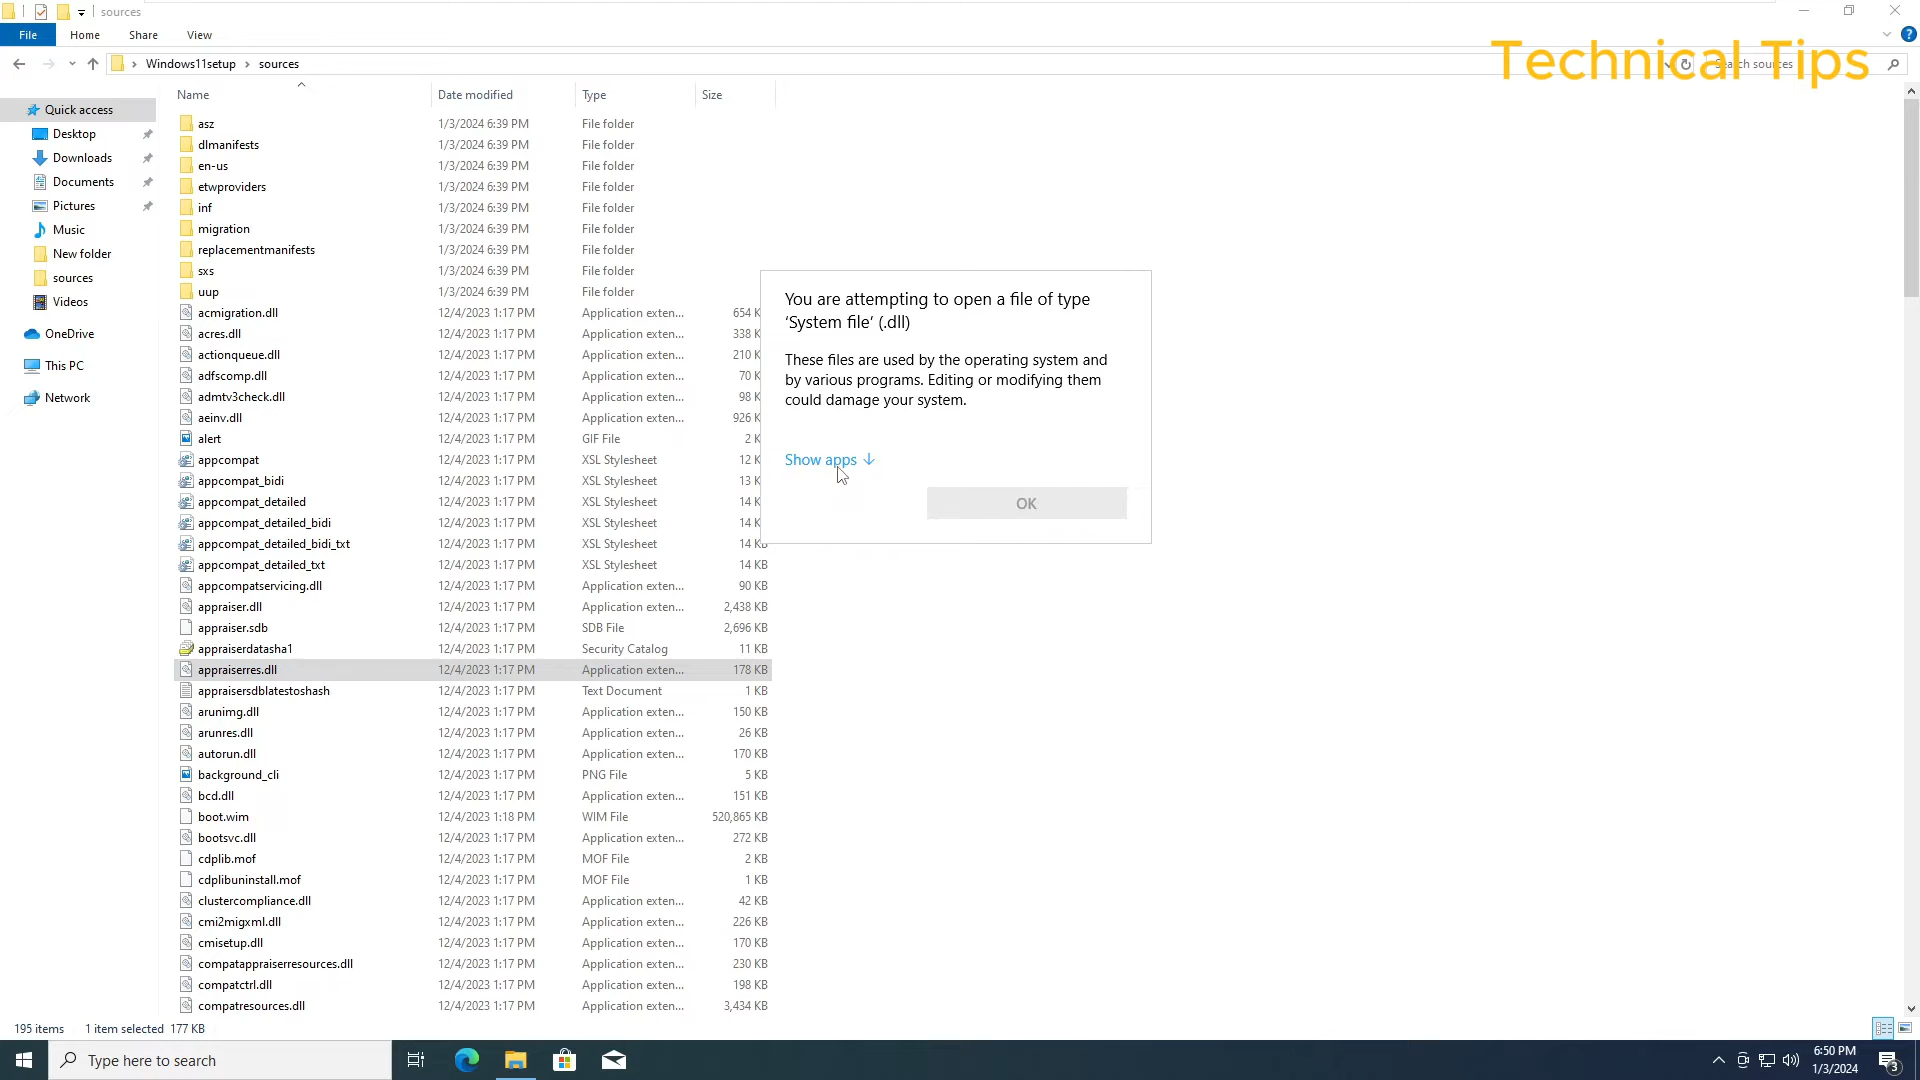 sources
File Home Share View
Windows11setup › sources
Technical Tips
Search sources
Name Date modified Type Size
Quick access
Desktop
Downloads
Documents
Pictures
Music
New folder
sources
Videos
OneDrive
This PC
Network
asz 1/3/2024 6:39 PM File folder
dlmanifests 1/3/2024 6:39 PM File folder
en-us 1/3/2024 6:39 PM File folder
etwproviders 1/3/2024 6:39 PM File folder
inf 1/3/2024 6:39 PM File folder
migration 1/3/2024 6:39 PM File folder
replacementmanifests 1/3/2024 6:39 PM File folder
sxs 1/3/2024 6:39 PM File folder
uup 1/3/2024 6:39 PM File folder
acmigration.dll 12/4/2023 1:17 PM Application exten... 654 K
acres.dll 12/4/2023 1:17 PM Application exten... 338 K
actionqueue.dll 12/4/2023 1:17 PM Application exten... 210 K
adfscomp.dll 12/4/2023 1:17 PM Application exten... 70 K
admtv3check.dll 12/4/2023 1:17 PM Application exten... 98 K
aeinv.dll 12/4/2023 1:17 PM Application exten... 926 K
alert 12/4/2023 1:17 PM GIF File 2 K
appcompat 12/4/2023 1:17 PM XSL Stylesheet 12 K
appcompat_bidi 12/4/2023 1:17 PM XSL Stylesheet 13 K
appcompat_detailed 12/4/2023 1:17 PM XSL Stylesheet 14 K
appcompat_detailed_bidi 12/4/2023 1:17 PM XSL Stylesheet 14 K
appcompat_detailed_bidi_txt 12/4/2023 1:17 PM XSL Stylesheet 14 KB
appcompat_detailed_txt 12/4/2023 1:17 PM XSL Stylesheet 14 KB
appcompatservicing.dll 12/4/2023 1:17 PM Application exten... 90 KB
appraiser.dll 12/4/2023 1:17 PM Application exten... 2,438 KB
appraiser.sdb 12/4/2023 1:17 PM SDB File 2,696 KB
appraiserdatasha1 12/4/2023 1:17 PM Security Catalog 11 KB
appraiserres.dll 12/4/2023 1:17 PM Application exten... 178 KB
appraisersdblatestoshash 12/4/2023 1:17 PM Text Document 1 KB
arunimg.dll 12/4/2023 1:17 PM Application exten... 150 KB
arunres.dll 12/4/2023 1:17 PM Application exten... 26 KB
autorun.dll 12/4/2023 1:17 PM Application exten... 170 KB
background_cli 12/4/2023 1:17 PM PNG File 5 KB
bcd.dll 12/4/2023 1:17 PM Application exten... 151 KB
boot.wim 12/4/2023 1:18 PM WIM File 520,865 KB
bootsvc.dll 12/4/2023 1:17 PM Application exten... 272 KB
cdplib.mof 12/4/2023 1:17 PM MOF File 2 KB
cdplibuninstall.mof 12/4/2023 1:17 PM MOF File 1 KB
clustercompliance.dll 12/4/2023 1:17 PM Application exten... 42 KB
cmi2migxml.dll 12/4/2023 1:17 PM Application exten... 226 KB
cmisetup.dll 12/4/2023 1:17 PM Application exten... 170 KB
compatappraiserresources.dll 12/4/2023 1:17 PM Application exten... 230 KB
compatctrl.dll 12/4/2023 1:17 PM Application exten... 198 KB
compatresources.dll 12/4/2023 1:17 PM Application exten... 3,434 KB
You are attempting to open a file of type
‘System file’ (.dll)
These files are used by the operating system and
by various programs. Editing or modifying them
could damage your system.
Show apps ↓
OK
195 items 1 item selected 177 KB
Type here to search
6:50 PM
1/3/2024
3